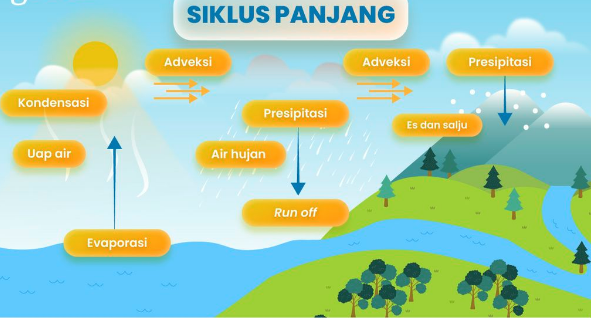 SIKLUS PANJANG
Adveksi
Adveksi
Presipitasi
Kondensasi
Presipitasi
Es dan salju
Uap air
Air hujan
Run off
Evaporasi